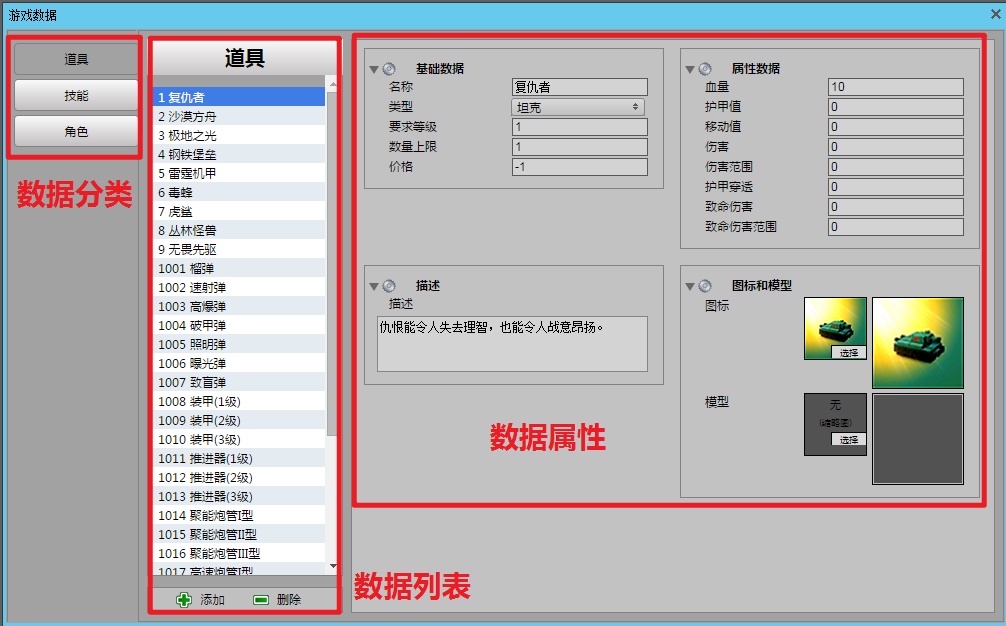 游戏数据
道具
技能
角色
数据分类
道具
1 复仇者
2 沙漠方舟
3 极地之光
4 钢铁堡垒
5 雷霆机甲
6 毒蜂
7 虎鲨
8 丛林怪兽
9 无畏先驱
1001 榴弹
1002 速射弹
1003 高爆弹
1004 破甲弹
1005 照明弹
1006 曝光弹
1007 致盲弹
1008 装甲(1级)
1009 装甲(2级)
1010 装甲(3级)
1011 推进器(1级)
1012 推进器(2级)
1013 推进器(3级)
1014 聚能炮管I型
1015 聚能炮管II型
1016 聚能炮管III型
1017 高速炮管I型
添加 删除
数据列表
基础数据
名称 复仇者
类型 坦克
要求等级 1
数量上限 1
价格 -1
属性数据
血量 10
护甲值 0
移动值 0
伤害 0
伤害范围 0
护甲穿透 0
致命伤害 0
致命伤害范围 0
描述
描述
仇恨能令人失去理智，也能令人战意昂扬。
图标和模型
图标
选择
模型
无
(缩略图)
选择
数据属性